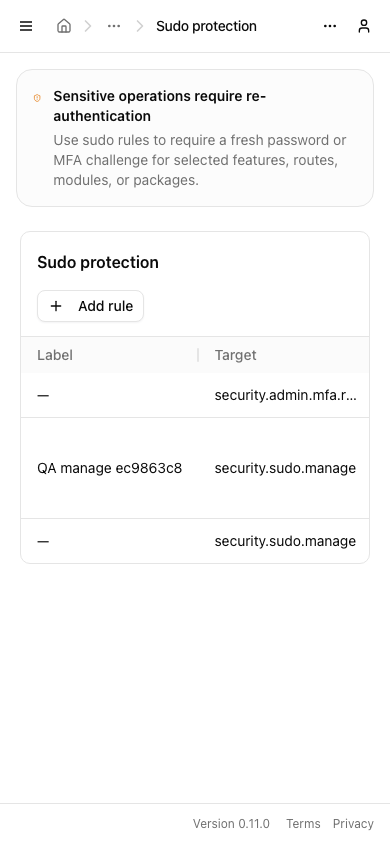 Sudo protection
Sensitive operations require re-
authentication
Use sudo rules to require a fresh password or
MFA challenge for selected features, routes,
modules, or packages.
Sudo protection
Add rule
Label Target
— security.admin.mfa.r...
QA manage ec9863c8 security.sudo.manage
— security.sudo.manage
Version 0.11.0 Terms Privacy